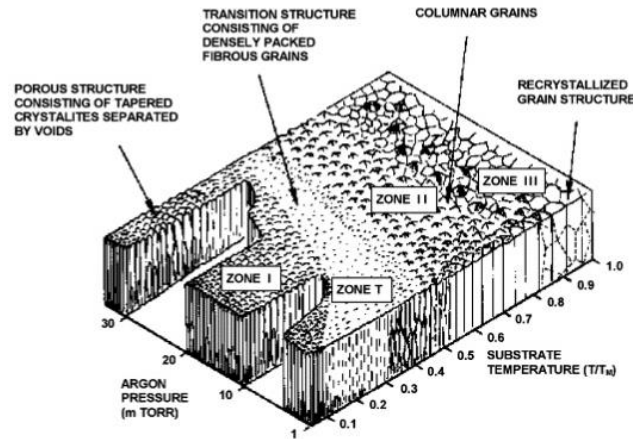 TRANSITION STRUCTURE
CONSISTING OF
DENSELY PACKED
FIBROUS GRAINS
COLUMNAR GRAINS
POROUS STRUCTURE
CONSISTING OF TAPERED
CRYSTALITES SEPARATED
BY VOIDS
RECRYSTALLIZED
GRAIN STRUCTURE
ZONE III
ZONE II
ZONE I
ZONE T
1.0
0.9
0.8
0.7
0.6
0.5
0.4
0.3
0.2
0.1
SUBSTRATE
TEMPERATURE (T/TM)
30
20
10
1
ARGON
PRESSURE
(m TORR)